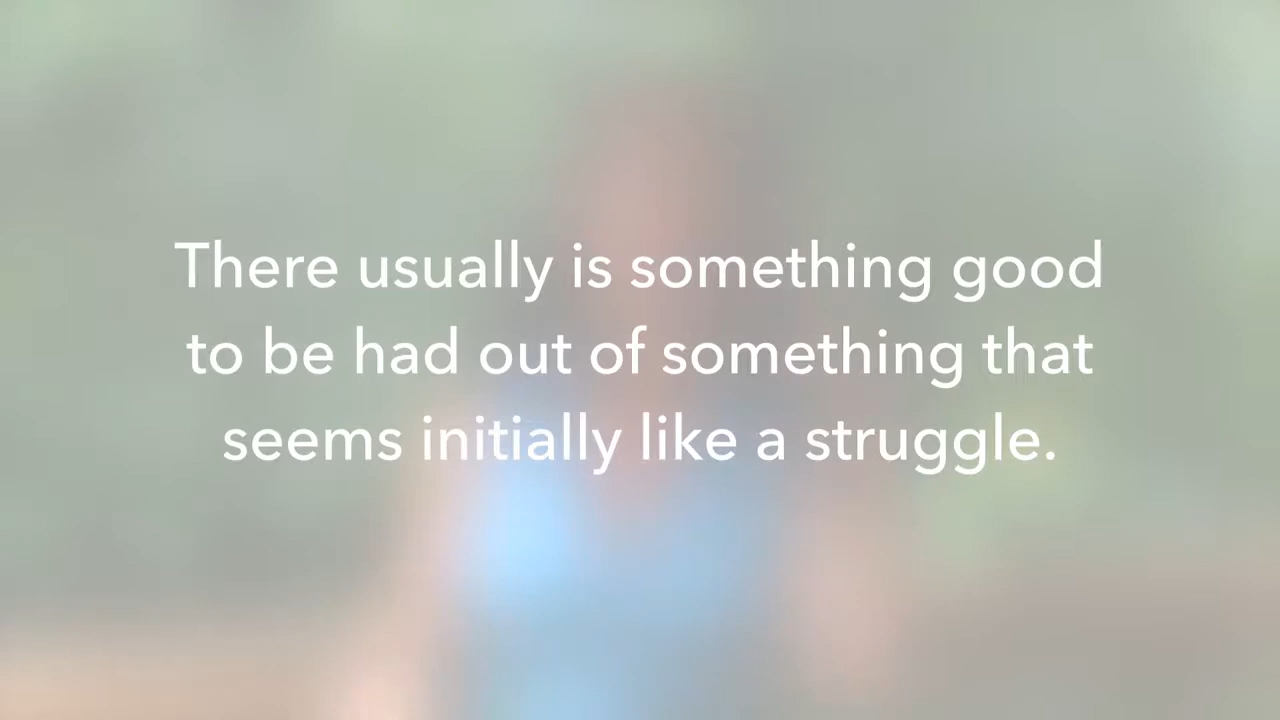 There usually is something good
to be had out of something that
seems initially like a struggle.